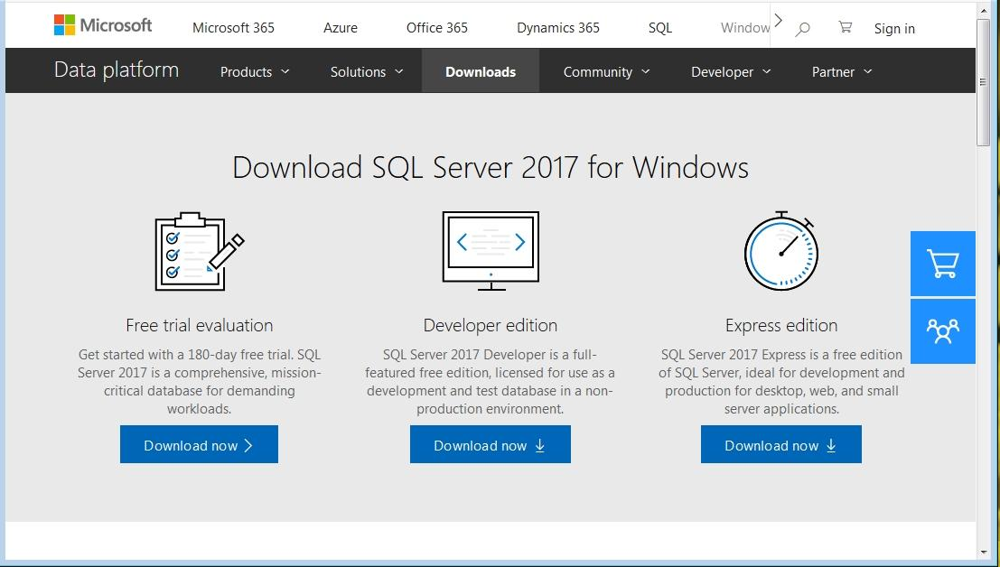 Microsoft Microsoft 365 Azure Office 365 Dynamics 365 SQL Window Sign in
Data platform Products Solutions Downloads Community Developer Partner
Download SQL Server 2017 for Windows
Free trial evaluation
Get started with a 180-day free trial. SQL
Server 2017 is a comprehensive, mission-
critical database for demanding
workloads.
Download now
Developer edition
SQL Server 2017 Developer is a full-
featured free edition, licensed for use as a
development and test database in a non-
production environment.
Download now
Express edition
SQL Server 2017 Express is a free edition
of SQL Server, ideal for development and
production for desktop, web, and small
server applications.
Download now